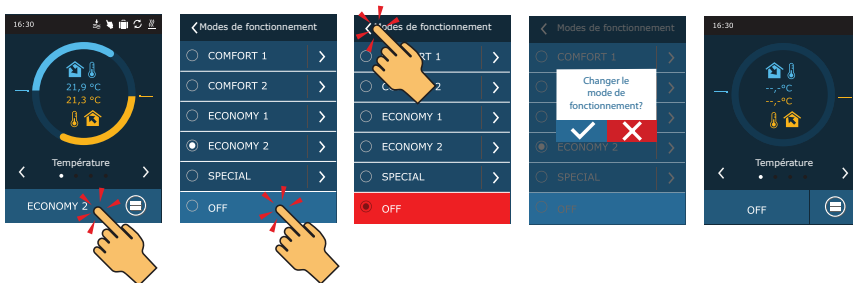 16:30
21,9 °C
21,3 °C
Température
ECONOMY 2
Modes de fonctionnement
COMFORT 1
COMFORT 2
ECONOMY 1
ECONOMY 2
SPECIAL
OFF
Modes de fonctionnement
RT 1
C 2
ECONOMY 1
ECONOMY 2
SPECIAL
OFF
Modes de fonctionnement
COMFORT 1
Changer le
mode de
fonctionnement?
ECONOMY 2
SPECIAL
OFF
16:30
--,-°C
--,-°C
Température
OFF